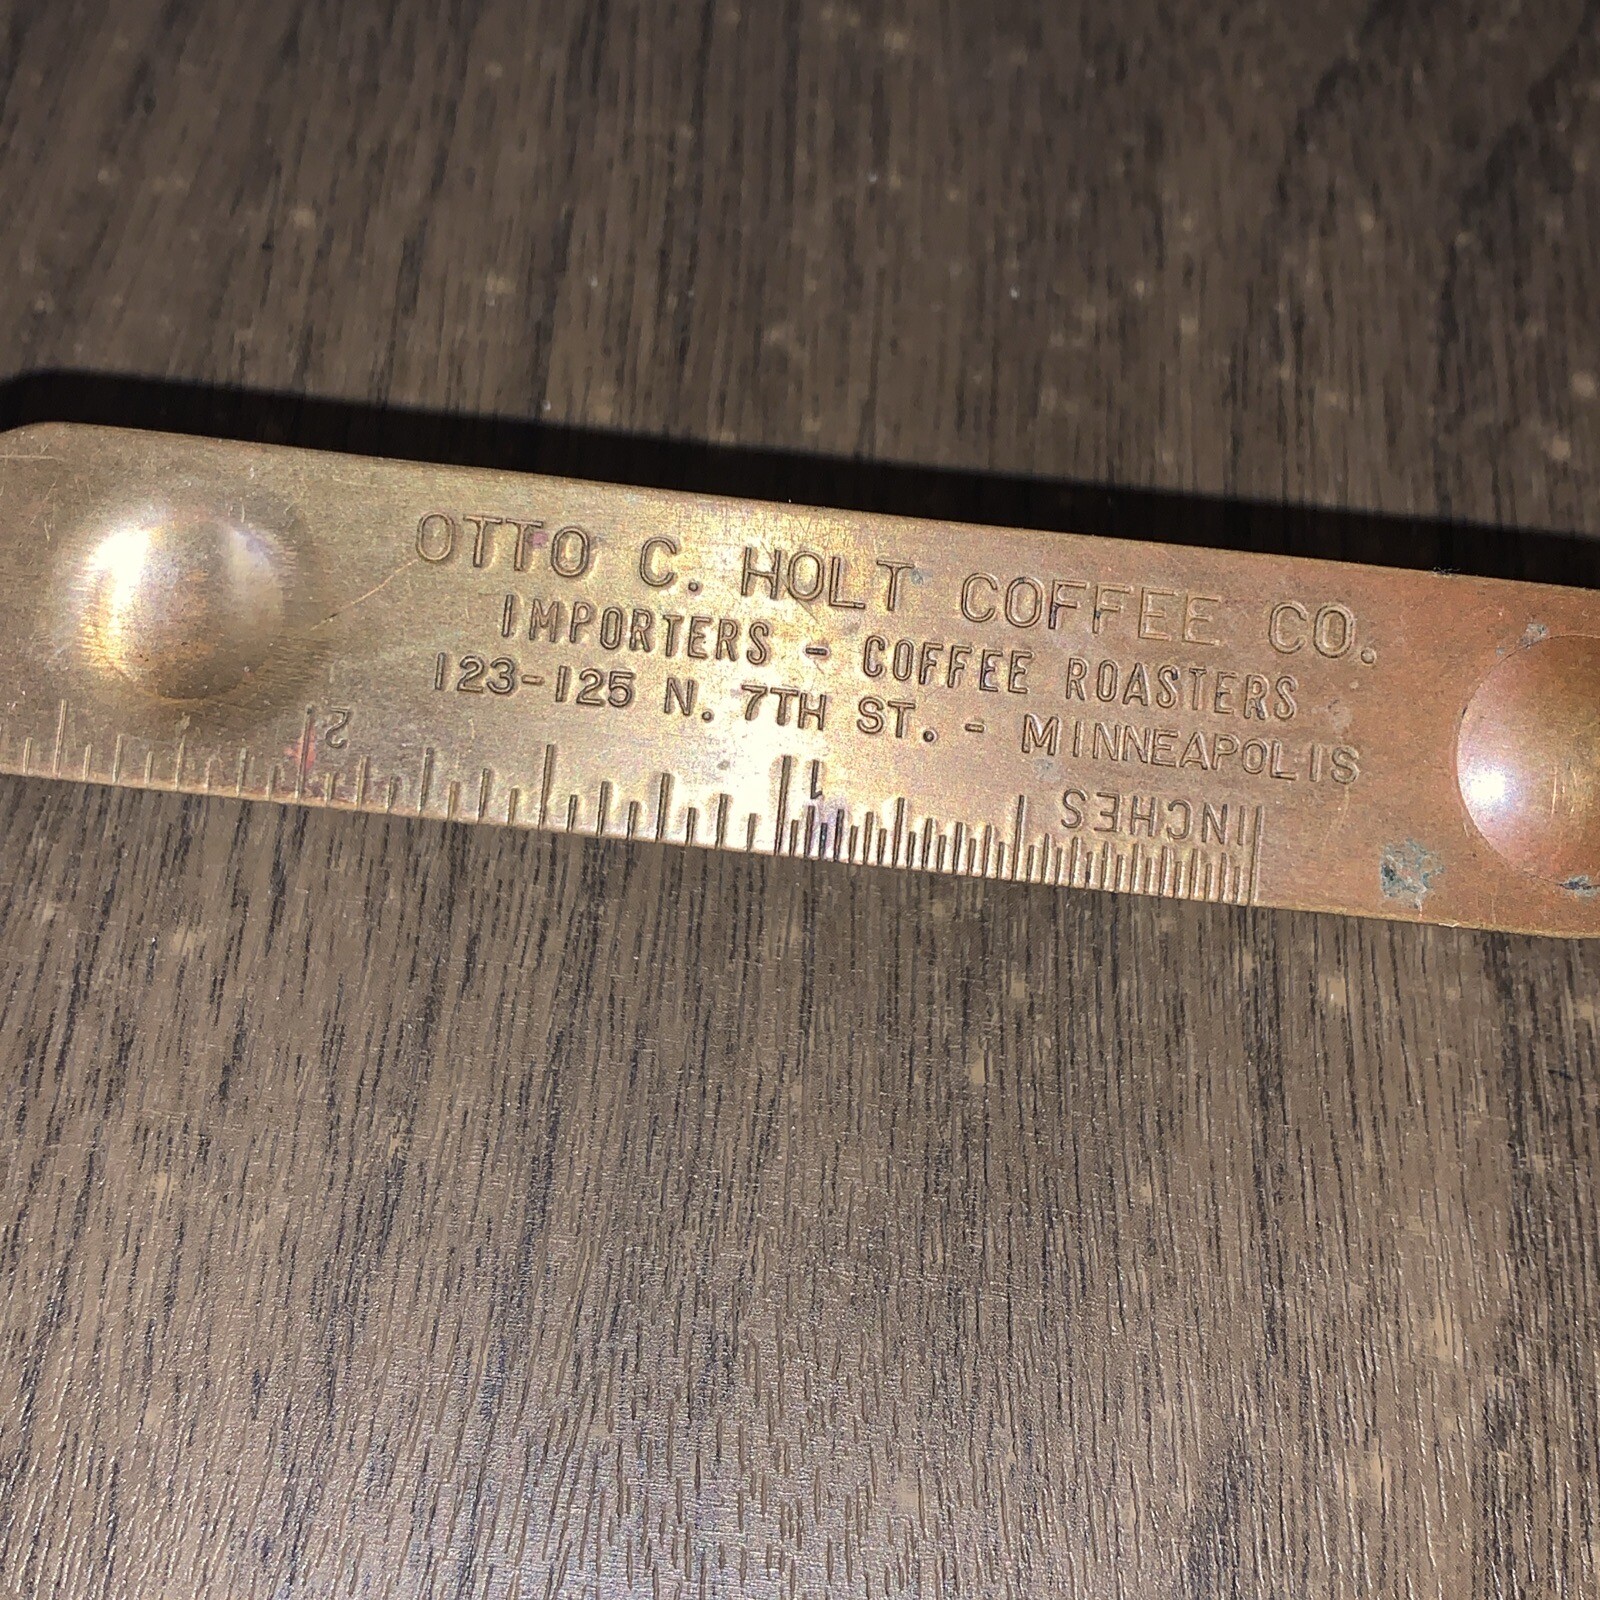 OTTO C. HOLT COFFEE CO.
IMPORTERS - COFFEE ROASTERS
123-125 N. 7TH ST. - MINNEAPOLIS
INCHES 1 2